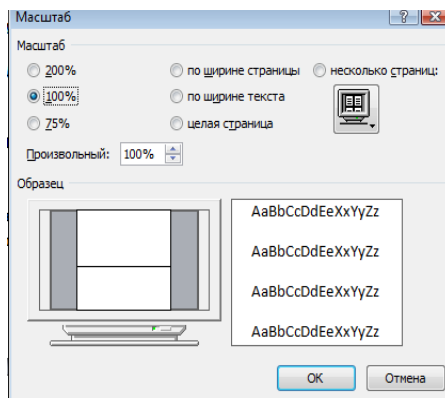 Масштаб
Масштаб
200% по ширине страницы несколько страниц:
100% по ширине текста
75% целая страница
Произвольный: 100%
Образец
AaBbCcDdEeXxYyZz
AaBbCcDdEeXxYyZz
AaBbCcDdEeXxYyZz
AaBbCcDdEeXxYyZz
ОК Отмена